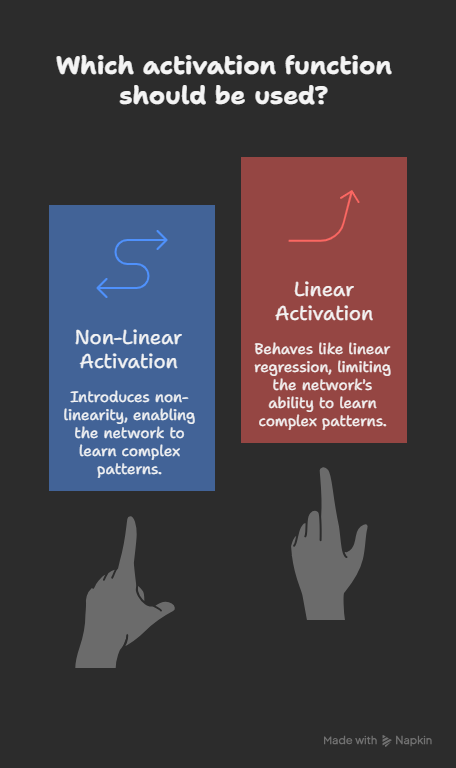 Which activation function
should be used?
Non-Linear
Activation
Introduces non-
linearity, enabling
the network to
learn complex
patterns.
Linear
Activation
Behaves like linear
regression, limiting
the network's
ability to learn
complex patterns.
Made with Napkin